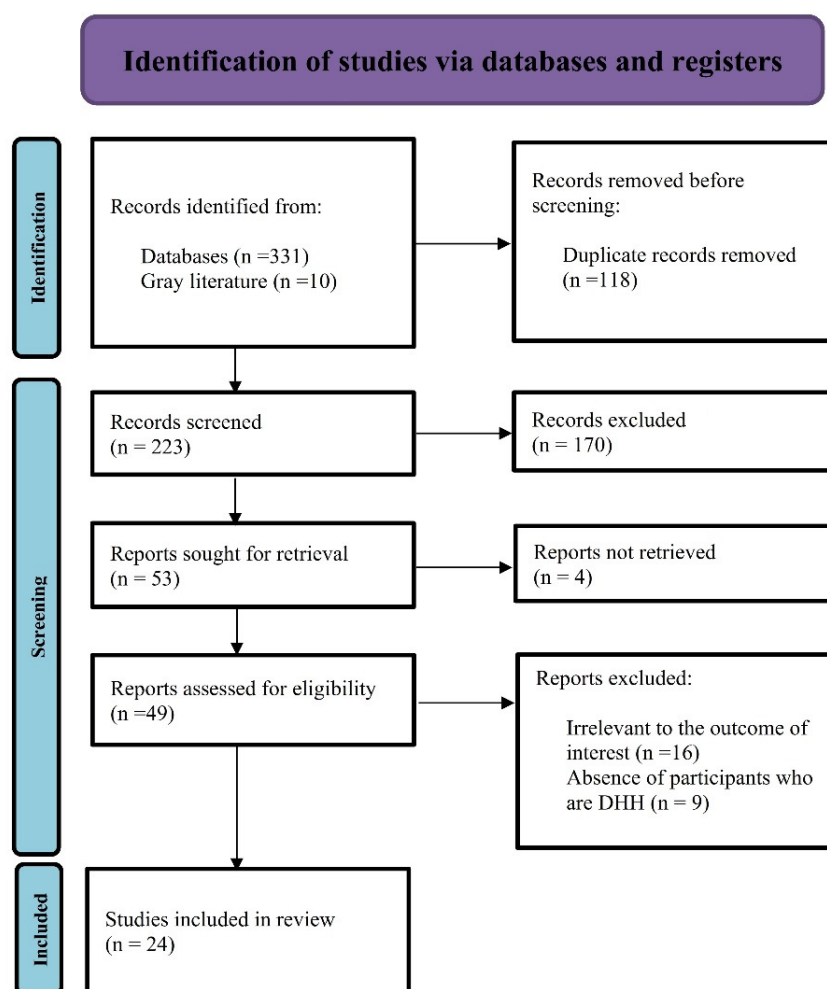 Identification of studies via databases and registers
Identification
Records identified from:
Databases (n =331)
Gray literature (n =10)
Records removed before
screening:
Duplicate records removed
(n =118)
Screening
Records screened
(n = 223)
Records excluded
(n = 170)
Reports sought for retrieval
(n = 53)
Reports not retrieved
(n = 4)
Reports assessed for eligibility
(n =49)
Reports excluded:
Irrelevant to the outcome of
interest (n =16)
Absence of participants who
are DHH (n = 9)
Included
Studies included in review
(n = 24)